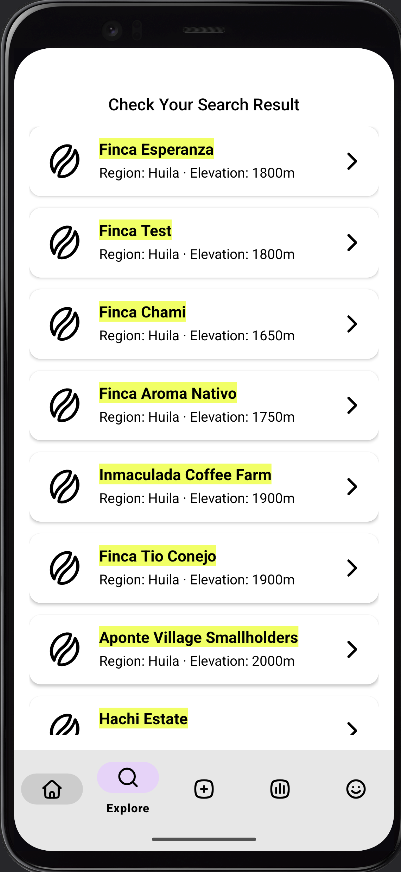 Check Your Search Result
Finca Esperanza
Region: Huila · Elevation: 1800m
Finca Test
Region: Huila · Elevation: 1800m
Finca Chami
Region: Huila · Elevation: 1650m
Finca Aroma Nativo
Region: Huila · Elevation: 1750m
Inmaculada Coffee Farm
Region: Huila · Elevation: 1900m
Finca Tio Conejo
Region: Huila · Elevation: 1900m
Aponte Village Smallholders
Region: Huila · Elevation: 2000m
Hachi Estate
Explore